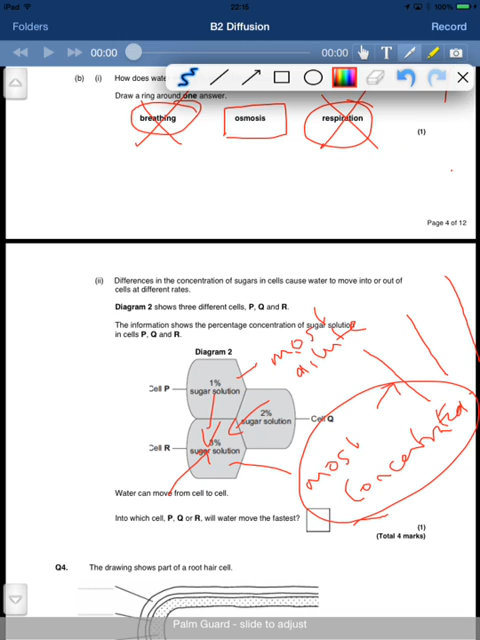 iPad
22:15
100%
Folders
B2 Diffusion
Record
00:00
00:00
T
(b) (i) How does wate
Draw a ring around one answer.
breathing osmosis respiration
(1)
Page 4 of 12
(ii) Differences in the concentration of sugars in cells cause water to move into or out of
cells at different rates.
Diagram 2 shows three different cells, P, Q and R.
The information shows the percentage concentration of sugar solution
in cells P, Q and R.
most
dilute
Diagram 2
Cell P
1%
sugar solution
2%
sugar solution
Cell Q
Cell R
sugar solution
most
concentrated
Water can move from cell to cell.
Into which cell, P, Q or R, will water move the fastest?
(1)
(Total 4 marks)
Q4. The drawing shows part of a root hair cell.
Palm Guard - slide to adjust